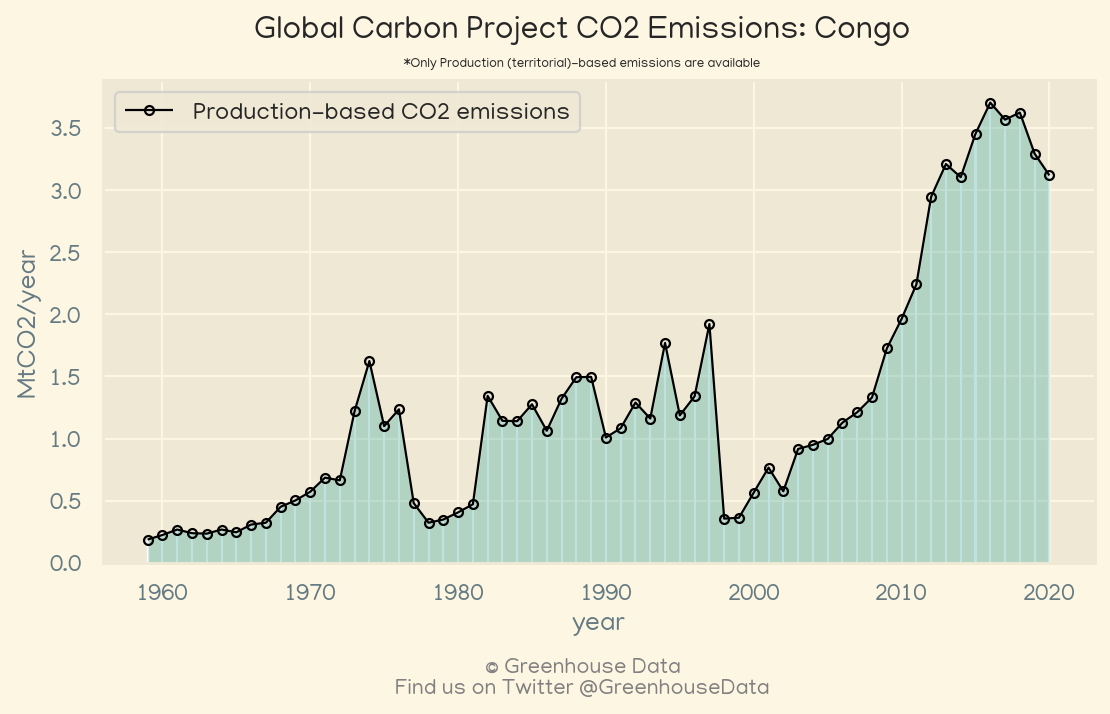 Global Carbon Project CO2 Emissions: Congo
*Only Production (territorial)-based emissions are available
Production-based CO2 emissions
MtCO2/year
3.5
3.0
2.5
2.0
1.5
1.0
0.5
0.0
1960 1970 1980 1990 2000 2010 2020
year
© Greenhouse Data
Find us on Twitter @GreenhouseData